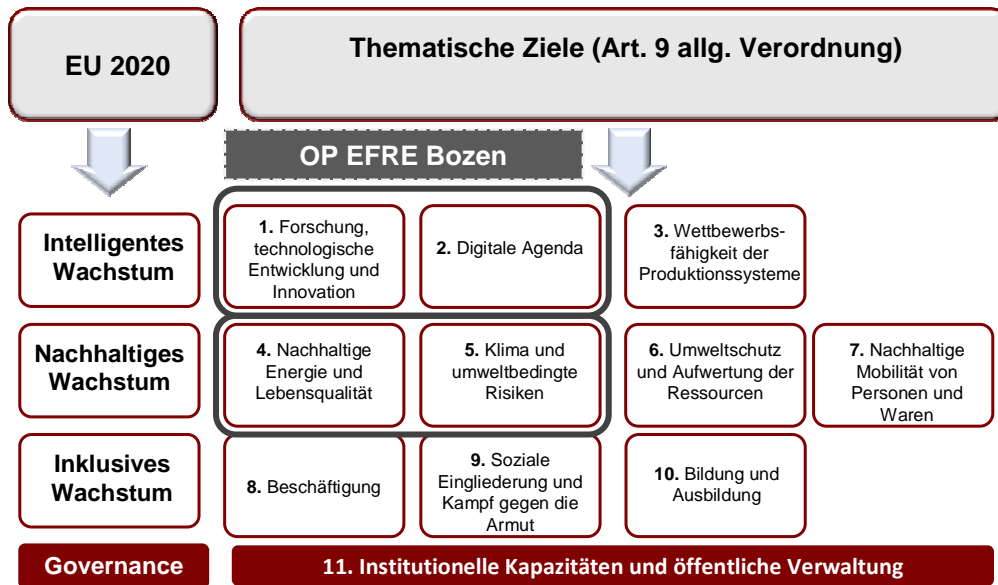 EU 2020
Thematische Ziele (Art. 9 allg. Verordnung)
OP EFRE Bozen
Intelligentes
Wachstum
1. Forschung,
technologische
Entwicklung und
Innovation
2. Digitale Agenda
3. Wettbewerbs-
fähigkeit der
Produktionssysteme
Nachhaltiges
Wachstum
4. Nachhaltige
Energie und
Lebensqualität
5. Klima und
umweltbedingte
Risiken
6. Umweltschutz
und Aufwertung der
Ressourcen
7. Nachhaltige
Mobilität von
Personen und
Waren
Inklusives
Wachstum
8. Beschäftigung
9. Soziale
Eingliederung und
Kampf gegen die
Armut
10. Bildung und
Ausbildung
Governance
11. Institutionelle Kapazitäten und öffentliche Verwaltung